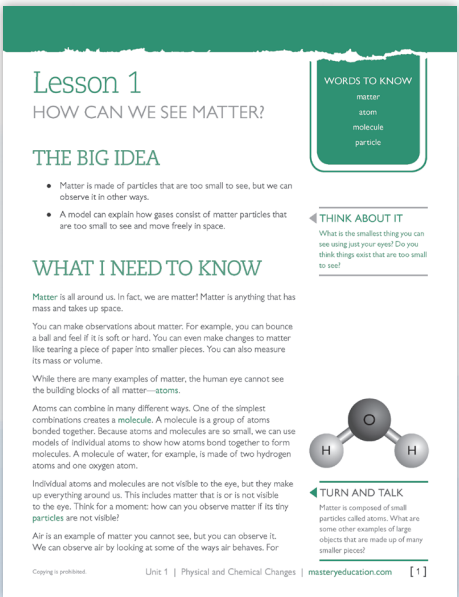 Lesson 1
HOW CAN WE SEE MATTER?
WORDS TO KNOW
matter
atom
molecule
particle
THE BIG IDEA
● Matter is made of particles that are too small to see, but we can
observe it in other ways.
● A model can explain how gases consist of matter particles that
are too small to see and move freely in space.
THINK ABOUT IT
What is the smallest thing you can
see using just your eyes? Do you
think things exist that are too small
to see?
WHAT I NEED TO KNOW
Matter is all around us. In fact, we are matter! Matter is anything that has
mass and takes up space.
You can make observations about matter. For example, you can bounce
a ball and feel if it is soft or hard. You can even make changes to matter
like tearing a piece of paper into smaller pieces. You can also measure
its mass or volume.
While there are many examples of matter, the human eye cannot see
the building blocks of all matter—atoms.
Atoms can combine in many different ways. One of the simplest
combinations creates a molecule. A molecule is a group of atoms
bonded together. Because atoms and molecules are so small, we can use
models of individual atoms to show how atoms bond together to form
molecules. A molecule of water, for example, is made of two hydrogen
atoms and one oxygen atom.
O
H H
Individual atoms and molecules are not visible to the eye, but they make
up everything around us. This includes matter that is or is not visible
to the eye. Think for a moment: how can you observe matter if its tiny
particles are not visible?
Air is an example of matter you cannot see, but you can observe it.
We can observe air by looking at some of the ways air behaves. For
TURN AND TALK
Matter is composed of small
particles called atoms. What are
some other examples of large
objects that are made up of many
smaller pieces?
Copying is prohibited. Unit 1 | Physical and Chemical Changes | masteryeducation.com [ 1 ]